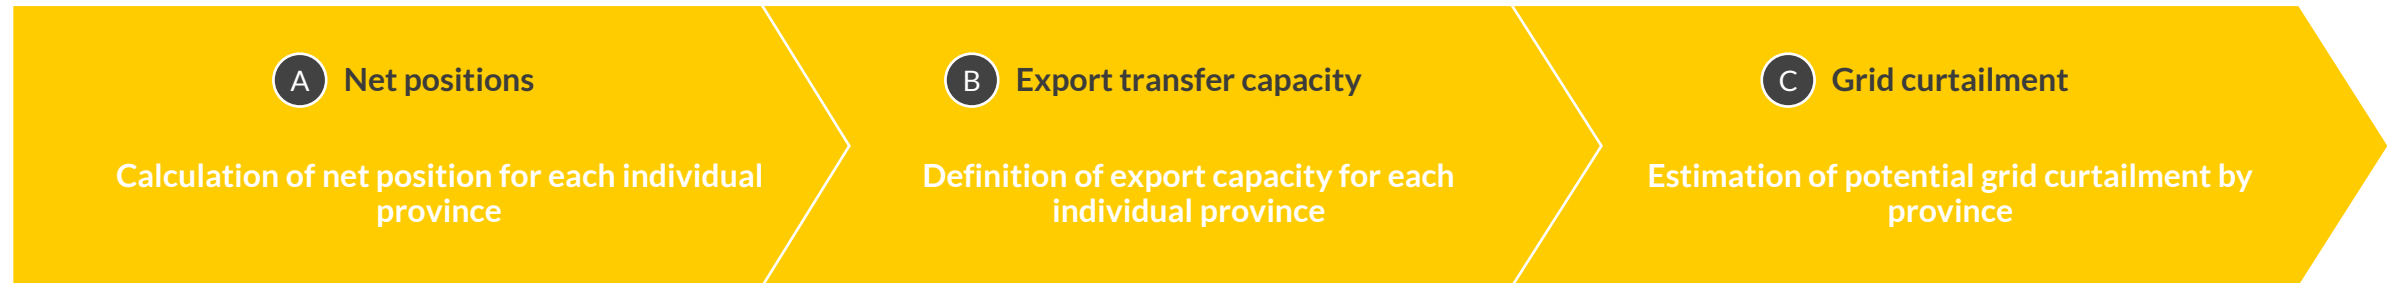 A Net positions
Calculation of net position for each individual
province
B Export transfer capacity
Definition of export capacity for each
individual province
C Grid curtailment
Estimation of potential grid curtailment by
province